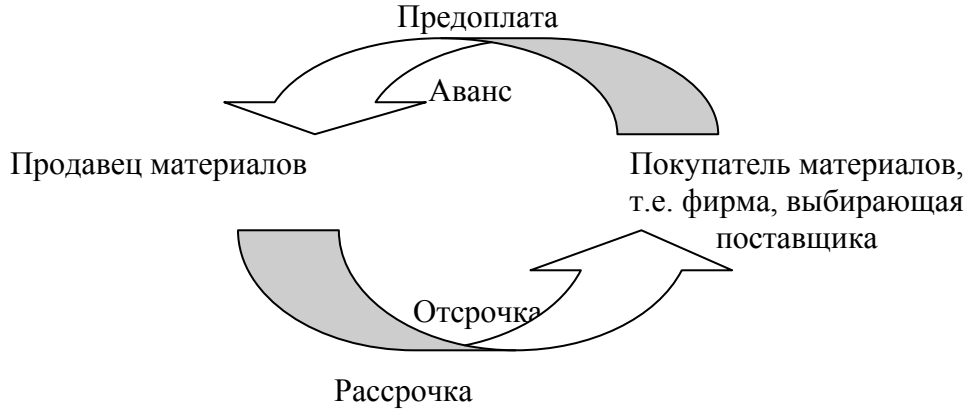 Предоплата
Аванс
Продавец материалов
Покупатель материалов,
т.е. фирма, выбирающая
поставщика
Отсрочка
Рассрочка